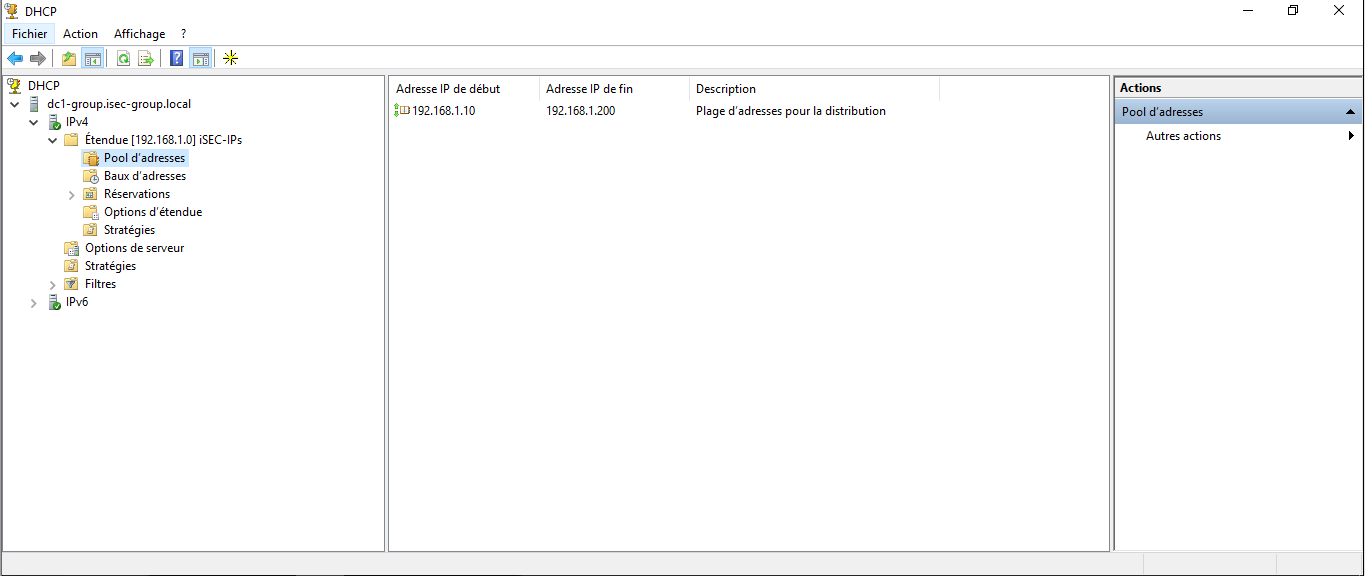 DHCP
Fichier Action Affichage ?
DHCP
dc1-group.isec-group.local
IPv4
Étendue [192.168.1.0] iSEC-IPs
Pool d'adresses
Baux d'adresses
Réservations
Options d'étendue
Stratégies
Options de serveur
Stratégies
Filtres
IPv6
Adresse IP de début Adresse IP de fin Description
192.168.1.10 192.168.1.200 Plage d'adresses pour la distribution
Actions
Pool d'adresses
Autres actions